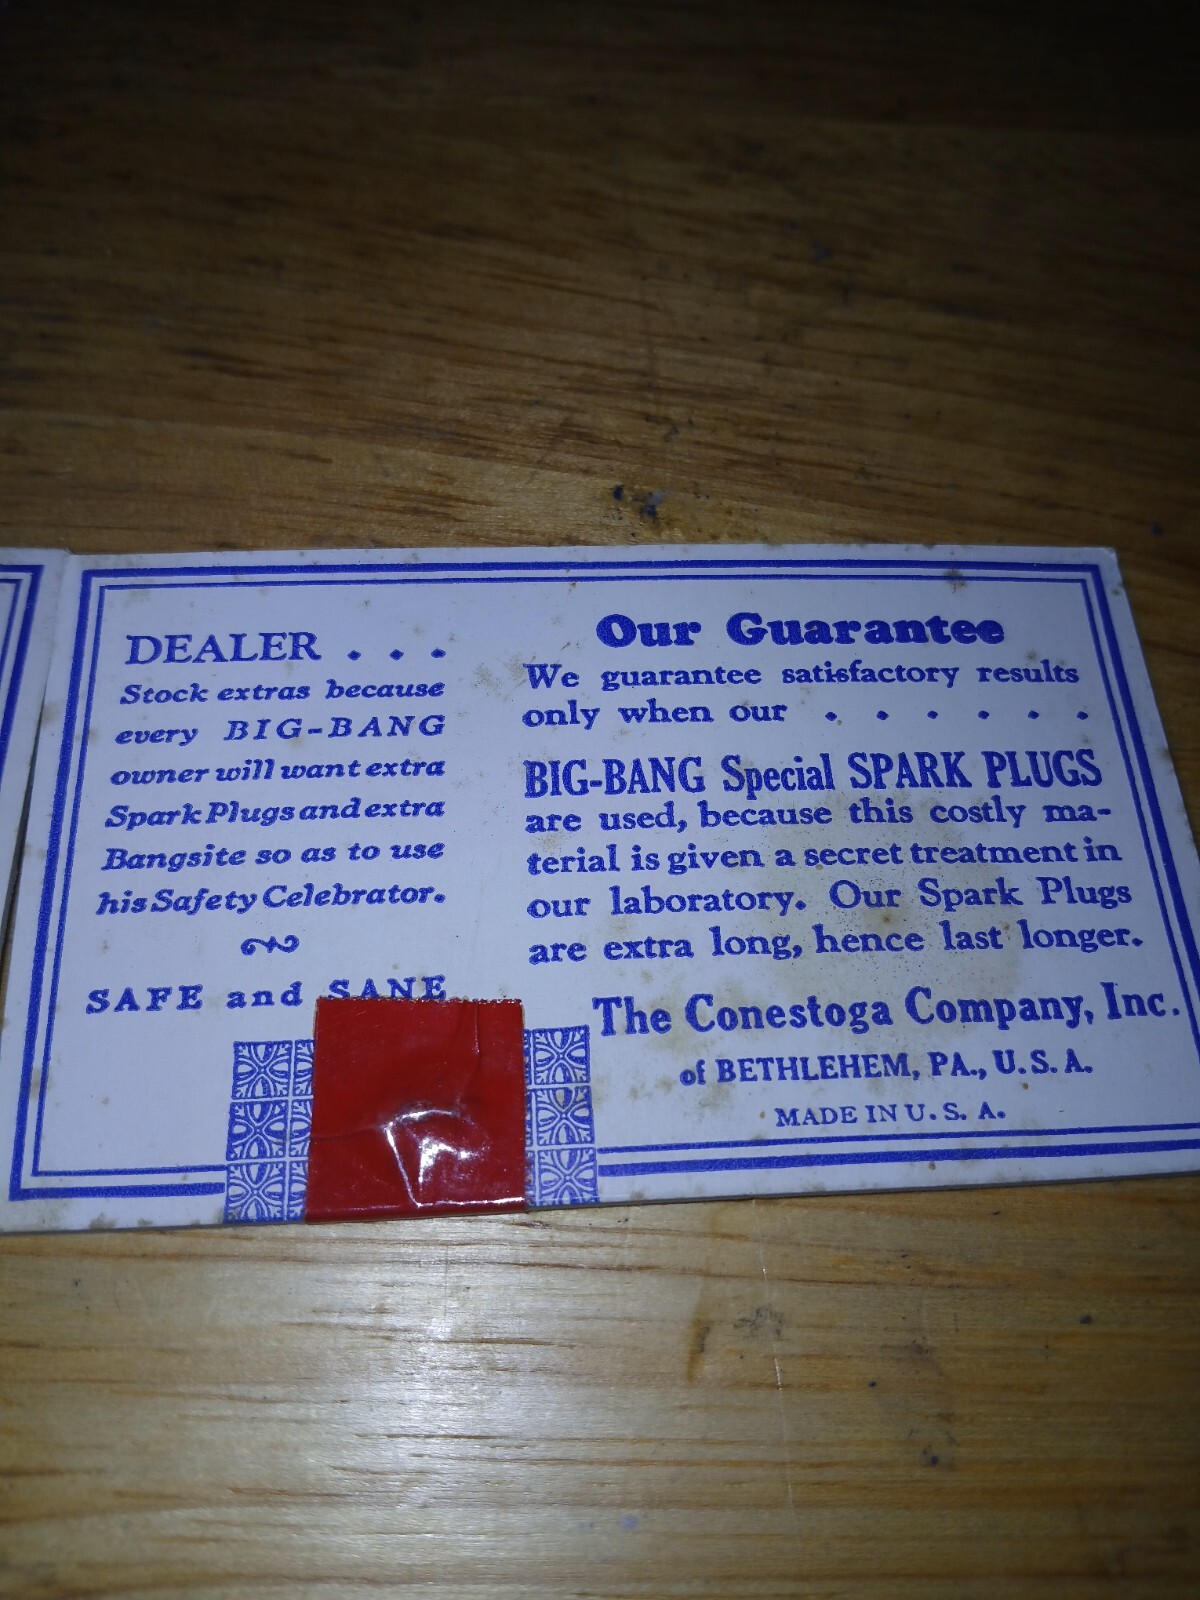 DEALER . . .
Stock extras because
every BIG-BANG
owner will want extra
Spark Plugs and extra
Bangsite so as to use
his Safety Celebrator.
SAFE and SANE
Our Guarantee
We guarantee satisfactory results
only when our . . . . . .
BIG-BANG Special SPARK PLUGS
are used, because this costly ma-
terial is given a secret treatment in
our laboratory. Our Spark Plugs
are extra long, hence last longer.
The Conestoga Company, Inc.
of BETHLEHEM, PA., U.S.A.
MADE IN U. S. A.